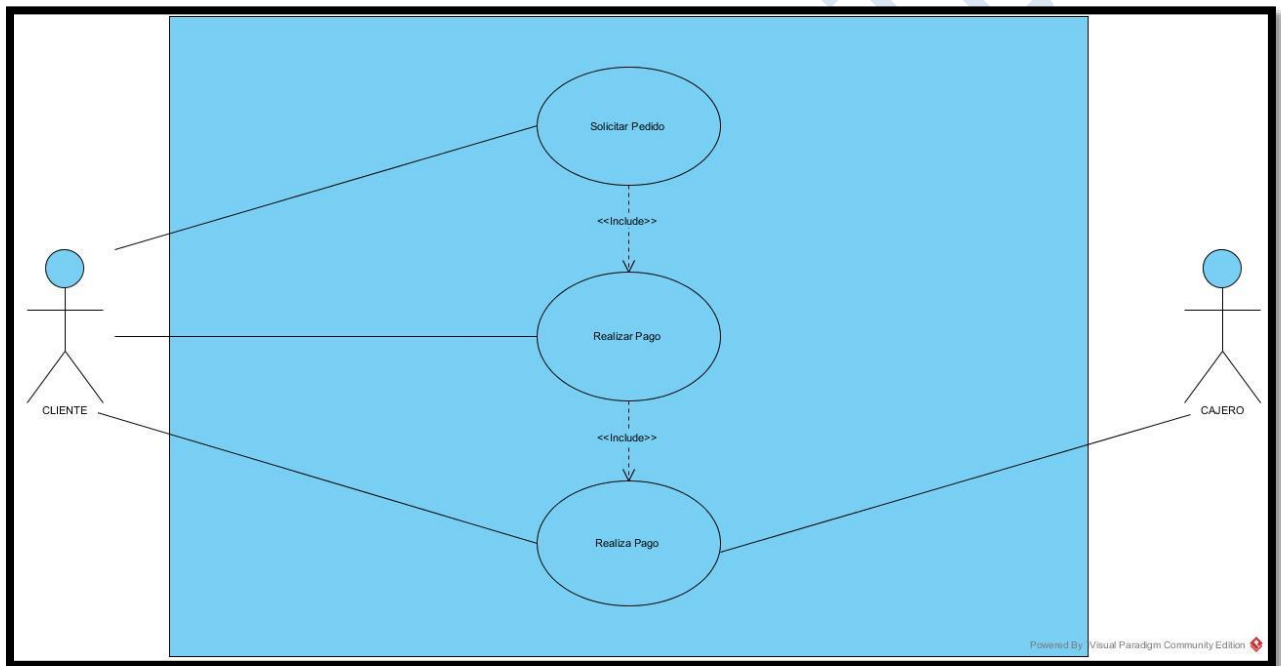 Solicitar Pedido
<<Include>>
Realizar Pago
CLIENTE
CAJERO
<<Include>>
Realiza Pago
Powered By Visual Paradigm Community Edition